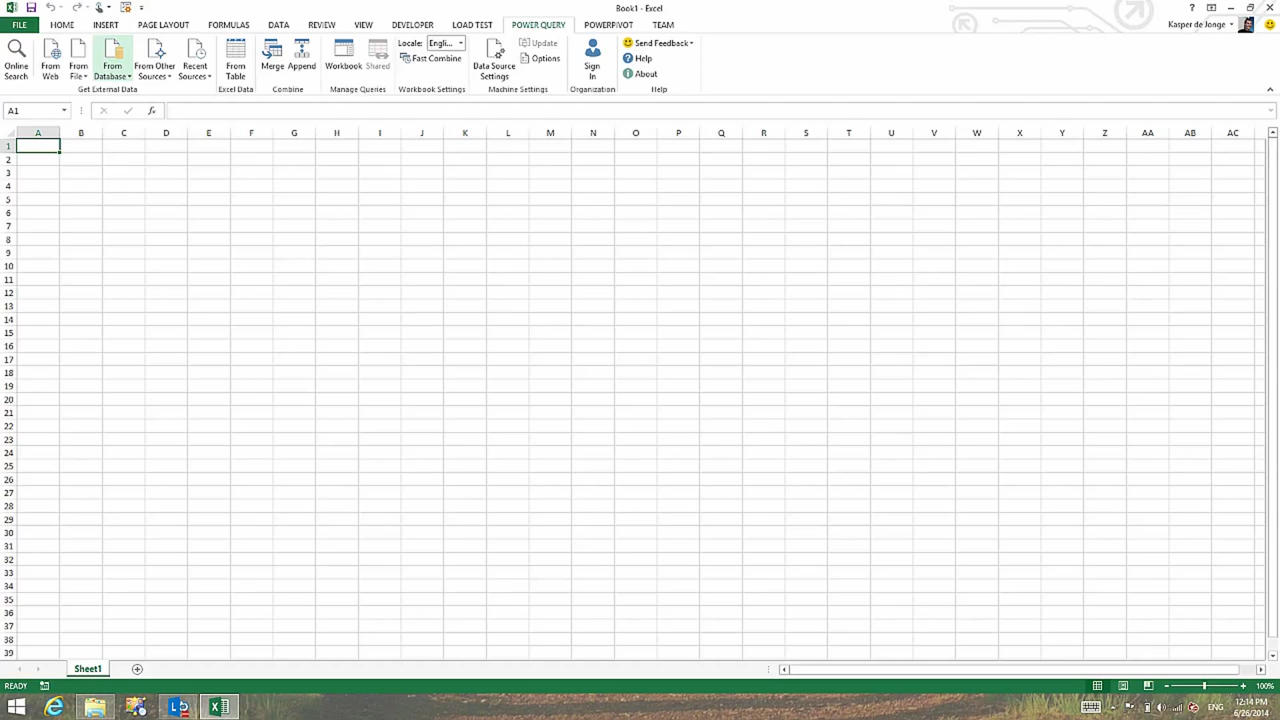 Book1 - Excel
FILE HOME INSERT PAGE LAYOUT FORMULAS DATA REVIEW VIEW DEVELOPER LOAD TEST POWER QUERY POWERPIVOT TEAM Kasper de Jonge
Online Search
From Web
From File
From Database
From Other Sources
Recent Sources
From Table
Merge
Append
Workbook
Shared
Locale: Engli...
Fast Combine
Data Source Settings
Update
Options
Sign In
Send Feedback
Help
About
Get External Data Excel Data Combine Manage Queries Workbook Settings Machine Settings Organization Help
A1 fx
A B C D E F G H I J K L M N O P Q R S T U V W X Y Z AA AB AC
1
2
3
4
5
6
7
8
9
10
11
12
13
14
15
16
17
18
19
20
21
22
23
24
25
26
27
28
29
30
31
32
33
34
35
36
37
38
39
Sheet1
READY 100%
ENG 12:14 PM
6/26/2014